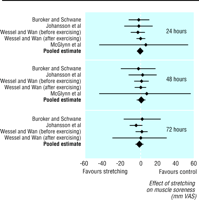 Buroker and Schwane
Johansson et al
Wessel and Wan (before exercising)
Wessel and Wan (after exercising)
McGlynn et al
Pooled estimate
24 hours
Buroker and Schwane
Johansson et al
Wessel and Wan (before exercising)
Wessel and Wan (after exercising)
McGlynn et al
Pooled estimate
48 hours
Buroker and Schwane
Johansson et al
Wessel and Wan (before exercising)
Wessel and Wan (after exercising)
Pooled estimate
72 hours
-60 -40 -20 0 20 40 60
Favours stretching Favours control
Effect of stretching
on muscle soreness
(mm VAS)